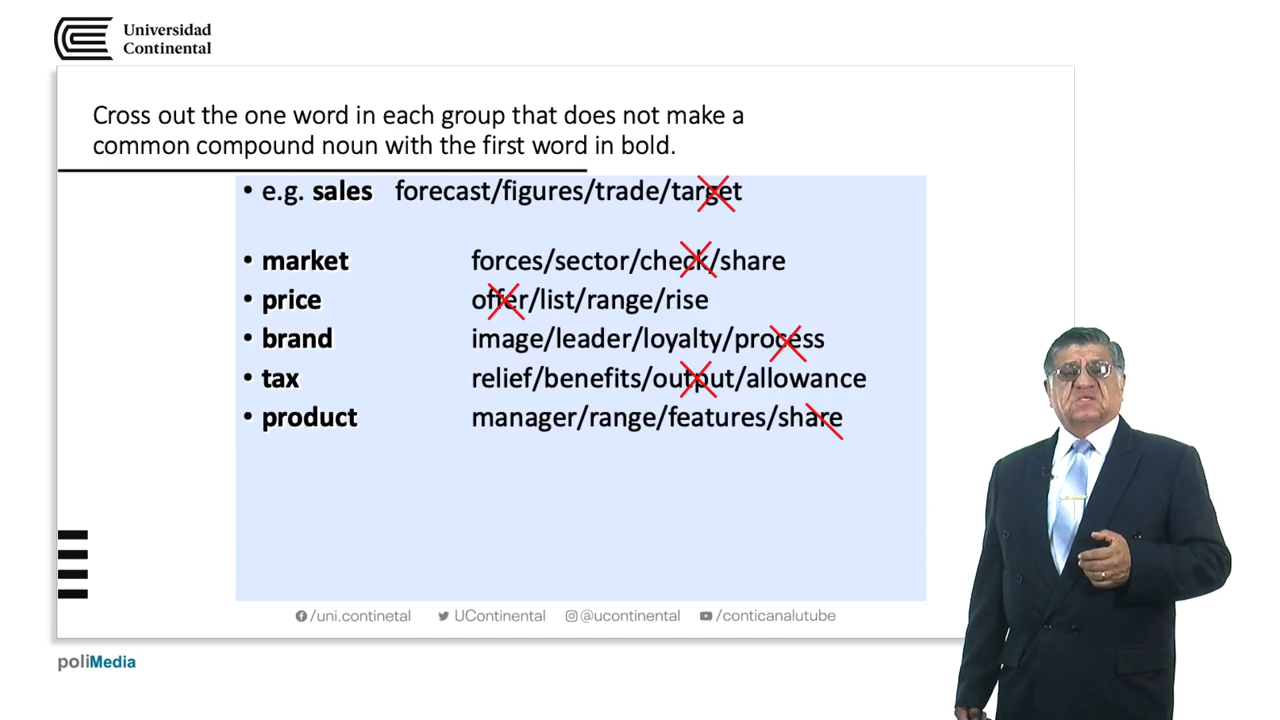 Universidad
Continental
Cross out the one word in each group that does not make a
common compound noun with the first word in bold.
• e.g. sales forecast/figures/trade/target
• market forces/sector/check/share
• price offer/list/range/rise
• brand image/leader/loyalty/process
• tax relief/benefits/output/allowance
• product manager/range/features/share
/uni.continetal UContinental @ucontinental /conticanalutube
poliMedia